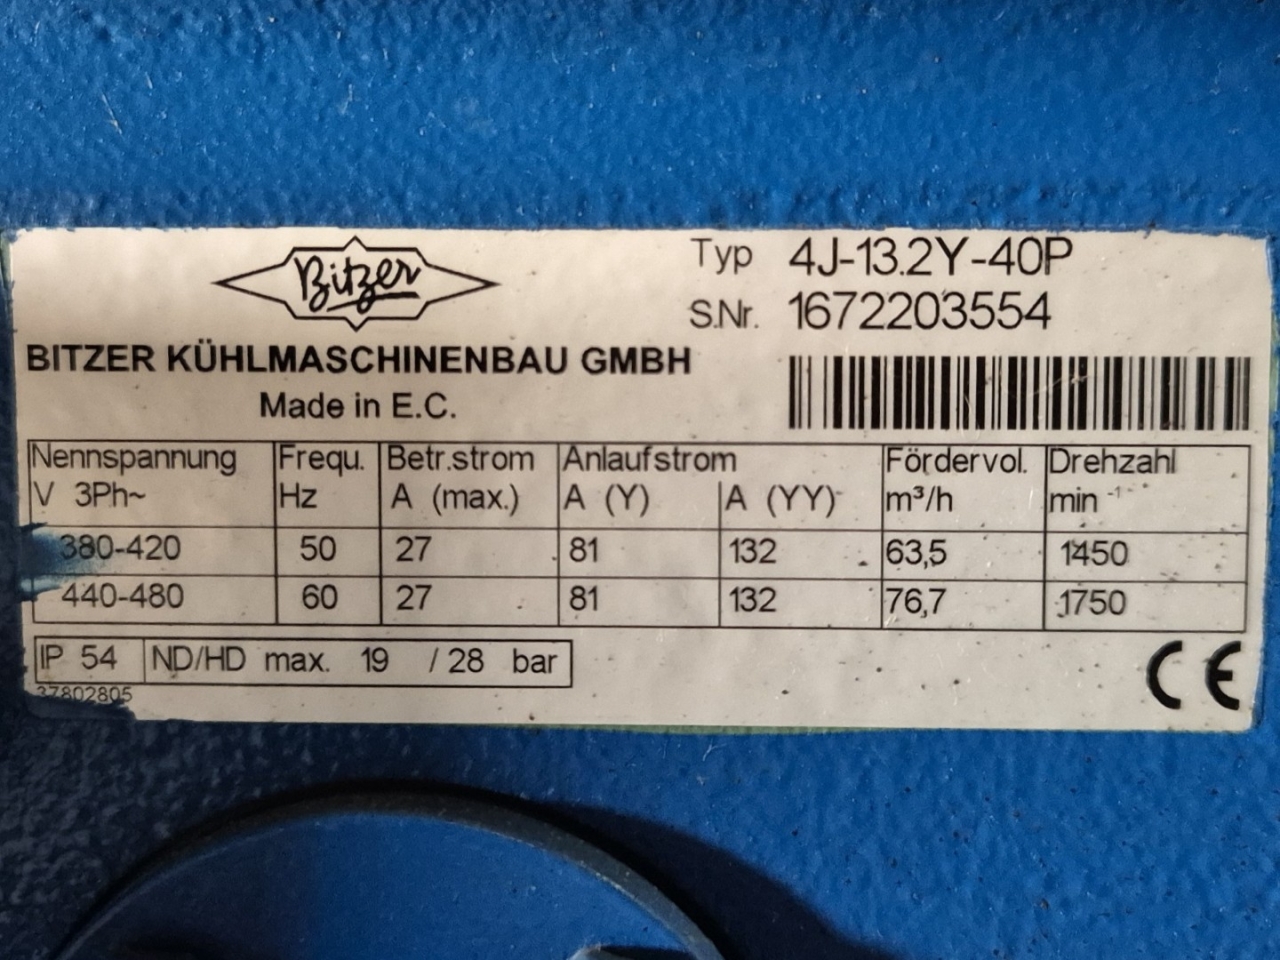 Bitzer
Typ 4J-13.2Y-40P
S.Nr. 1672203554
BITZER KÜHLMASCHINENBAU GMBH
Made in E.C.
Nennspannung Frequ. Betr.strom Anlaufstrom Fördervol. Drehzahl
V 3Ph~ Hz A (max.) A (Y) A (YY) m³/h min -1
380-420 50 27 81 132 63,5 1450
440-480 60 27 81 132 76,7 1750
IP 54 ND/HD max. 19 / 28 bar
CE
37802805